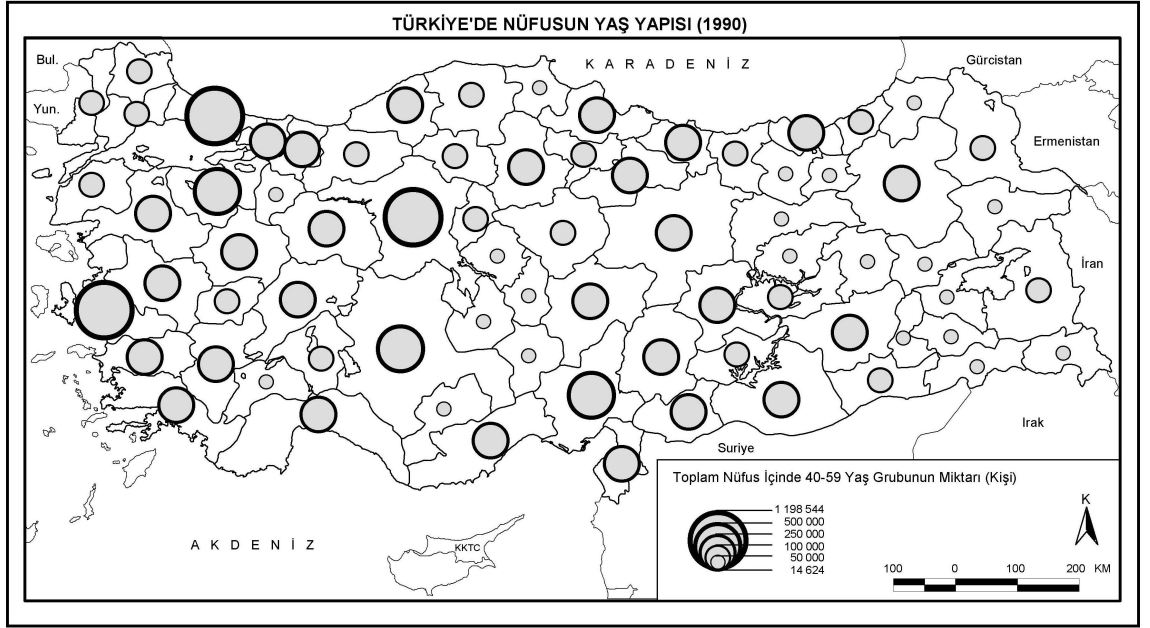 TÜRKİYE'DE NÜFUSUN YAŞ YAPISI (1990)
Bul.
K A R A D E N İ Z
Gürcistan
Yun.
Ermenistan
İran
Irak
Suriye
A K D E N İ Z
KKTC
Toplam Nüfus İçinde 40-59 Yaş Grubunun Miktarı (Kişi)
1 198 544
500 000
250 000
100 000
50 000
14 624
K
100 0 100 200 KM